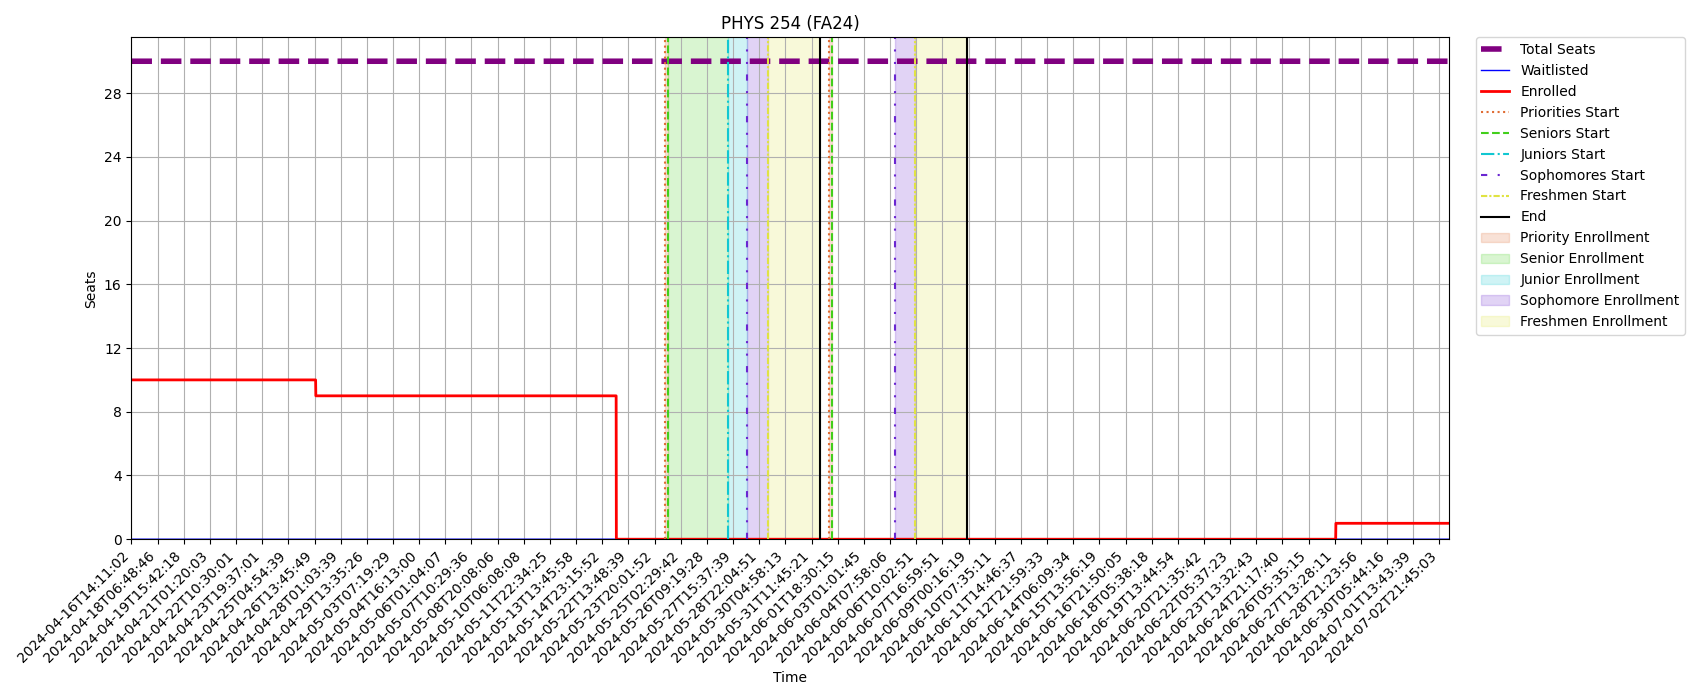 PHYS 254 (FA24)
Total Seats
Waitlisted
Enrolled
Priorities Start
Seniors Start
Juniors Start
Sophomores Start
Freshmen Start
End
Priority Enrollment
Senior Enrollment
Junior Enrollment
Sophomore Enrollment
Freshmen Enrollment
Seats
28
24
20
16
12
8
4
0
2024-04-16T14:11:02
2024-04-18T06:48:46
2024-04-19T15:42:18
2024-04-21T01:20:03
2024-04-22T10:30:01
2024-04-23T19:37:01
2024-04-25T04:54:39
2024-04-26T13:45:49
2024-04-28T01:03:39
2024-04-29T13:35:26
2024-05-03T07:19:29
2024-05-04T16:13:00
2024-05-06T01:04:07
2024-05-07T10:29:36
2024-05-08T20:08:06
2024-05-10T06:08:08
2024-05-11T22:34:25
2024-05-13T13:45:58
2024-05-14T23:15:52
2024-05-22T13:48:39
2024-05-23T20:01:52
2024-05-25T02:29:42
2024-05-26T09:19:28
2024-05-27T15:37:39
2024-05-28T22:04:51
2024-05-30T04:58:13
2024-05-31T11:45:21
2024-06-01T18:30:15
2024-06-03T01:01:45
2024-06-04T07:58:06
2024-06-06T10:02:51
2024-06-07T16:59:51
2024-06-09T00:16:19
2024-06-10T07:35:11
2024-06-11T14:46:37
2024-06-12T21:59:33
2024-06-14T06:09:34
2024-06-15T13:56:19
2024-06-16T21:50:05
2024-06-18T05:38:18
2024-06-19T13:44:54
2024-06-20T21:35:42
2024-06-22T05:37:23
2024-06-23T13:32:43
2024-06-24T21:17:40
2024-06-26T05:35:15
2024-06-27T13:28:11
2024-06-28T21:23:56
2024-06-30T05:44:16
2024-07-01T13:43:39
2024-07-02T21:45:03
Time